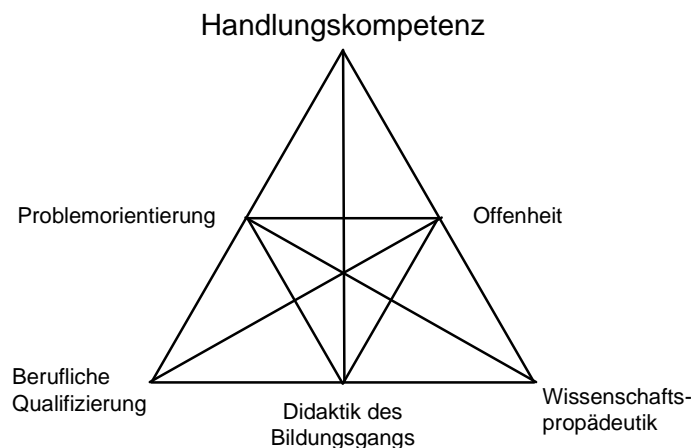 Handlungskompetenz
Problemorientierung
Offenheit
Berufliche
Qualifizierung
Didaktik des
Bildungsgangs
Wissenschafts-
propädeutik